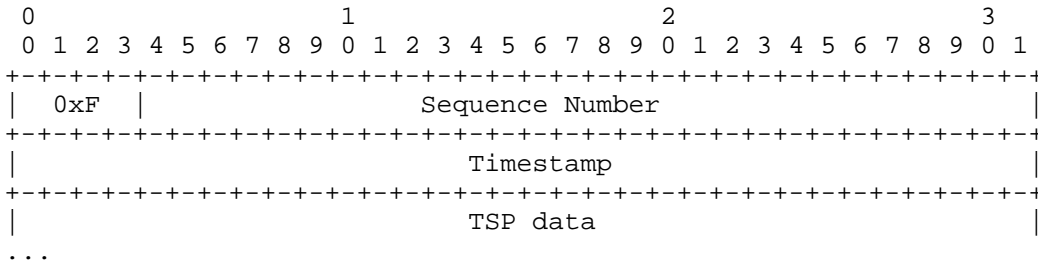 0                   1                   2                   3
 0 1 2 3 4 5 6 7 8 9 0 1 2 3 4 5 6 7 8 9 0 1 2 3 4 5 6 7 8 9 0 1
+-+-+-+-+-+-+-+-+-+-+-+-+-+-+-+-+-+-+-+-+-+-+-+-+-+-+-+-+-+-+-+-+
|  0xF  |                 Sequence Number                       |
+-+-+-+-+-+-+-+-+-+-+-+-+-+-+-+-+-+-+-+-+-+-+-+-+-+-+-+-+-+-+-+-+
|                            Timestamp                          |
+-+-+-+-+-+-+-+-+-+-+-+-+-+-+-+-+-+-+-+-+-+-+-+-+-+-+-+-+-+-+-+-+
|                            TSP data                           |
...